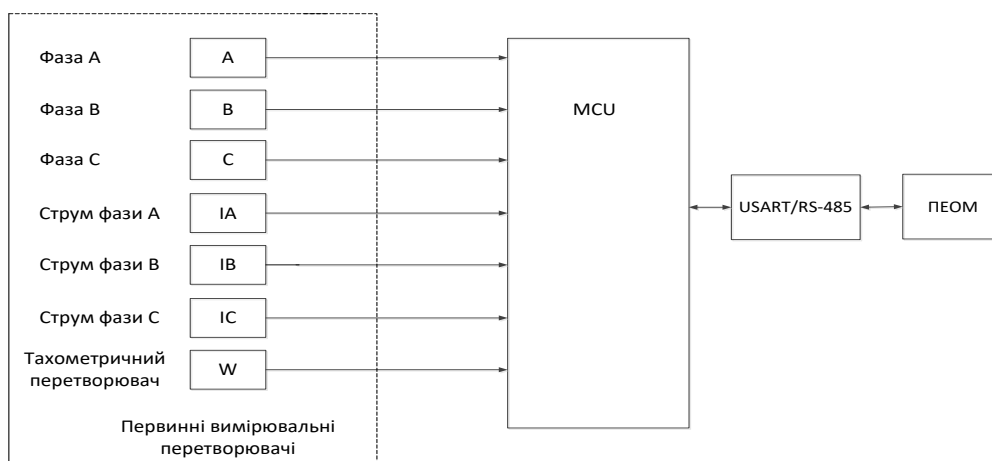 Фаза А
A
Фаза В
B
Фаза С
C
Струм фази А
IA
Струм фази В
IB
Струм фази С
IC
Тахометричний
перетворювач
W
Первинні вимірювальні
перетворювачі
MCU
USART/RS-485
ПЕОМ